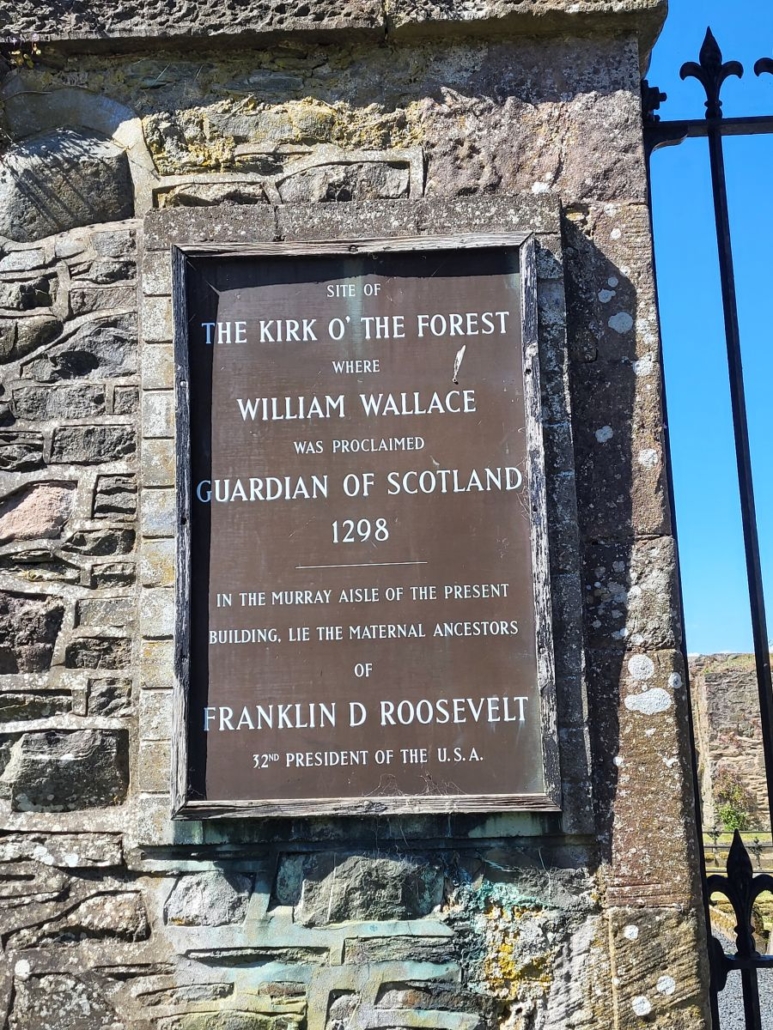 SITE OF
THE KIRK O' THE FOREST
WHERE
WILLIAM WALLACE
WAS PROCLAIMED
GUARDIAN OF SCOTLAND
1298
IN THE MURRAY AISLE OF THE PRESENT
BUILDING, LIE THE MATERNAL ANCESTORS
OF
FRANKLIN D ROOSEVELT
32ND PRESIDENT OF THE U.S.A.